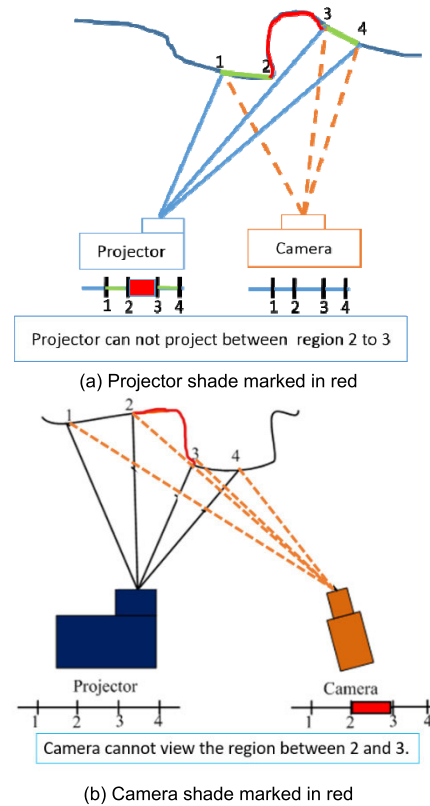 1 2 3 4
Projector Camera
1 2 3 4 1 2 3 4
Projector can not project between region 2 to 3
(a) Projector shade marked in red
1 2 3 4
Projector Camera
1 2 3 4 1 2 3 4
Camera cannot view the region between 2 and 3.
(b) Camera shade marked in red